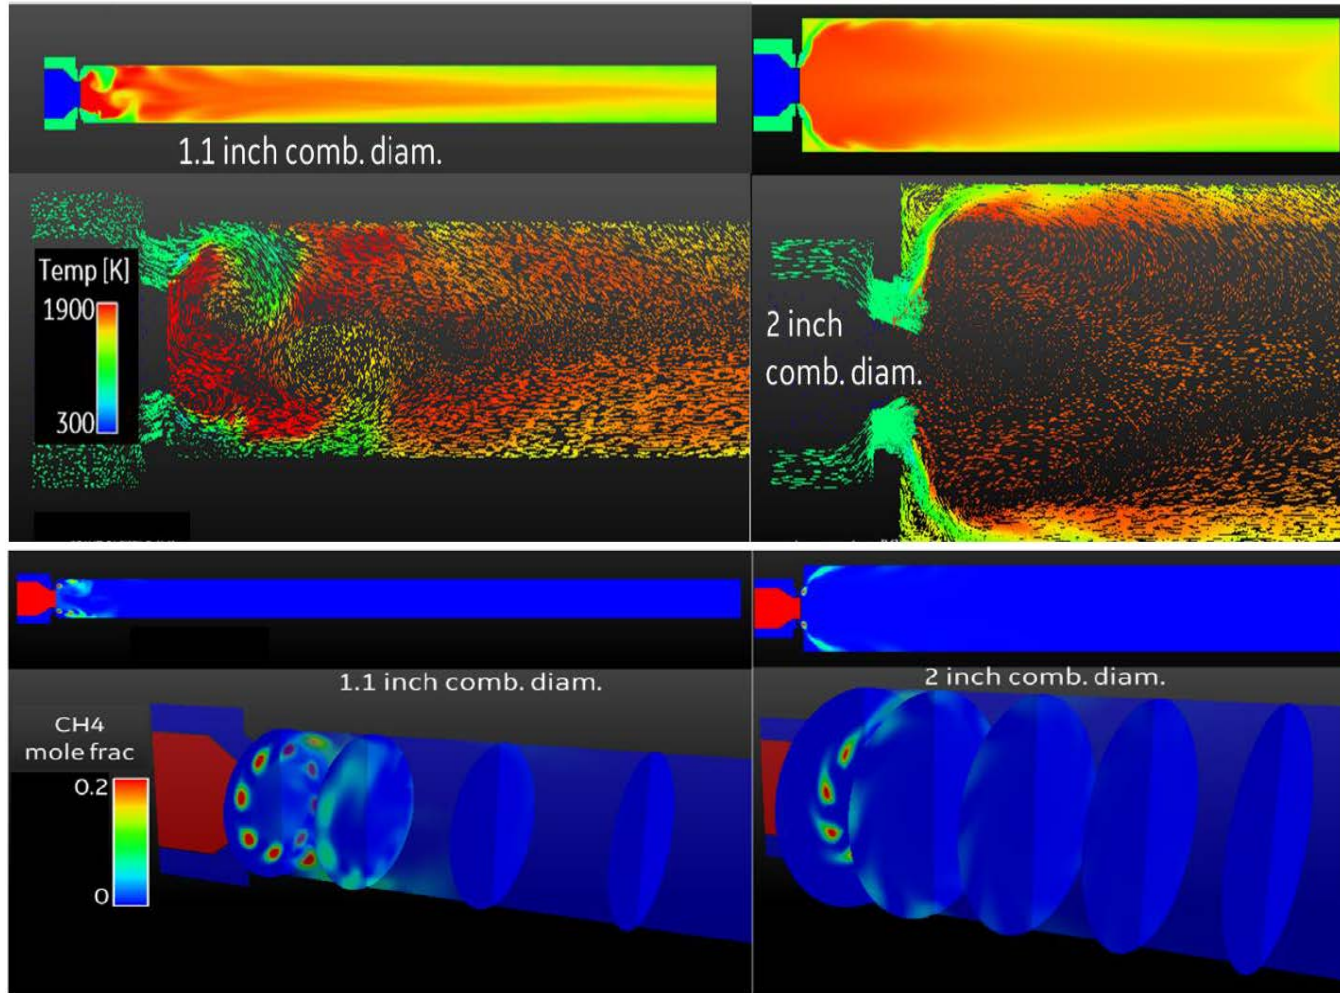 1.1 inch comb. diam.
Temp [K]
1900
300
2 inch
comb. diam.
1.1 inch comb. diam.
2 inch comb. diam.
CH4
mole frac
0.2
0